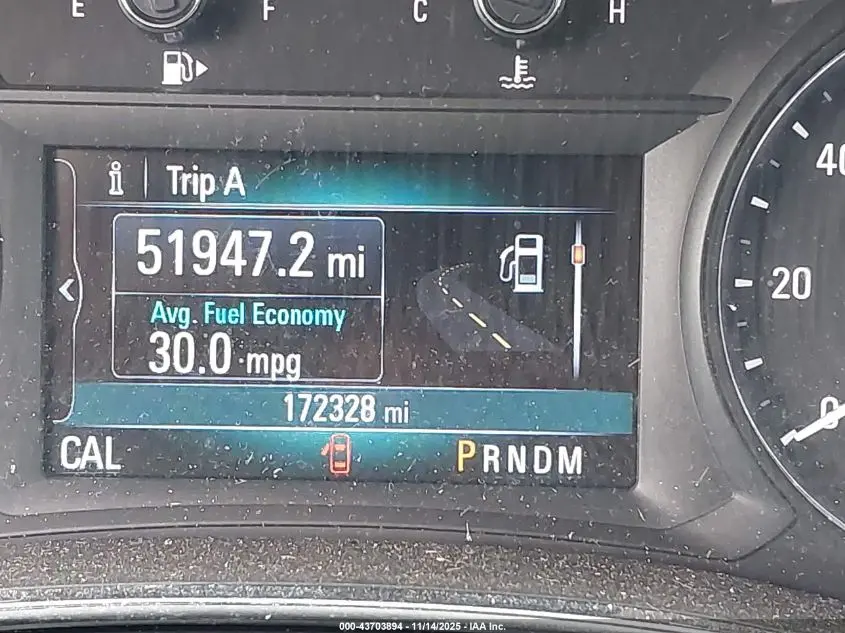 E F C H
Trip A
51947.2 mi
Avg. Fuel Economy
30.0 mpg
172328 mi
CAL
PRNDM
40
20
0
000-43703894 - 11/14/2025 - IAA Inc.